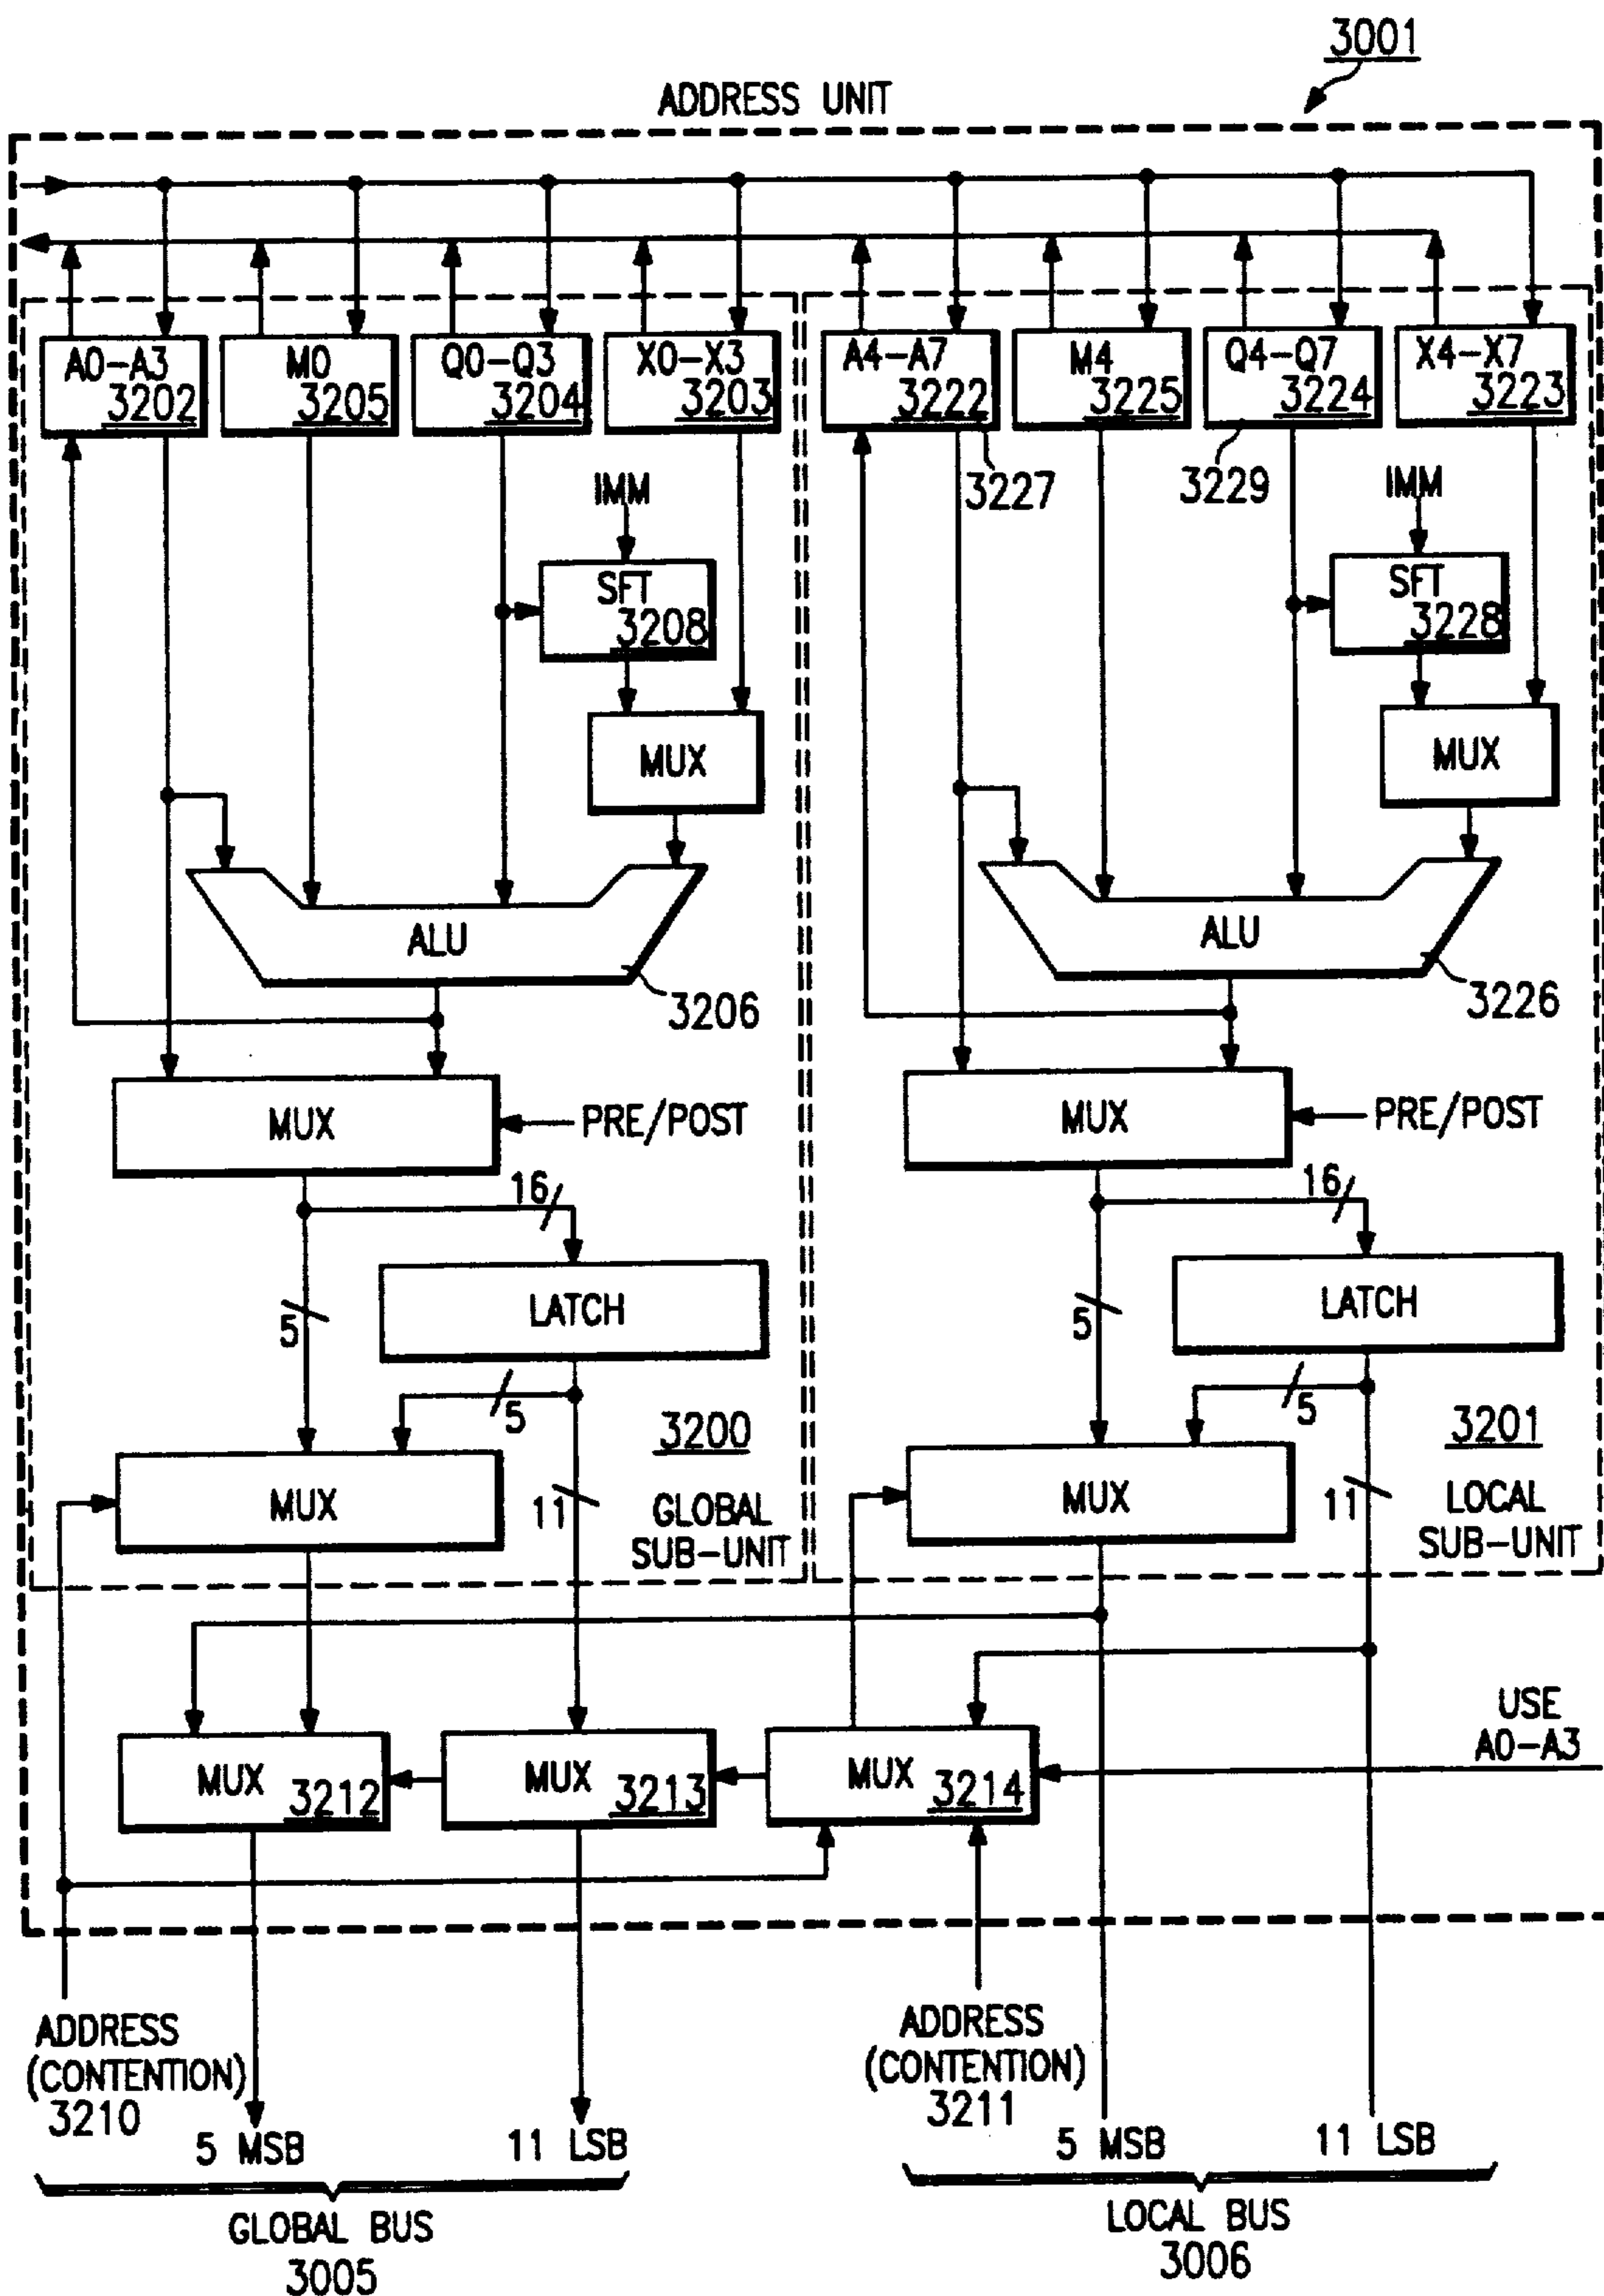 3001
ADDRESS UNIT
A0-A3
3202
M0
3205
Q0-Q3
3204
X0-X3
3203
A4-A7
3222
M4
3225
Q4-Q7
3224
X4-X7
3223
3227
3229
IMM
IMM
SFT
3208
SFT
3228
MUX
MUX
ALU
ALU
3206
3226
MUX
PRE/POST
MUX
PRE/POST
16
16
LATCH
LATCH
5
5
5
5
3200
3201
MUX
MUX
11
11
GLOBAL
SUB-UNIT
LOCAL
SUB-UNIT
USE
A0-A3
MUX
3212
MUX
3213
MUX
3214
ADDRESS
(CONTENTION)
3210
ADDRESS
(CONTENTION)
3211
5 MSB
11 LSB
5 MSB
11 LSB
GLOBAL BUS
3005
LOCAL BUS
3006